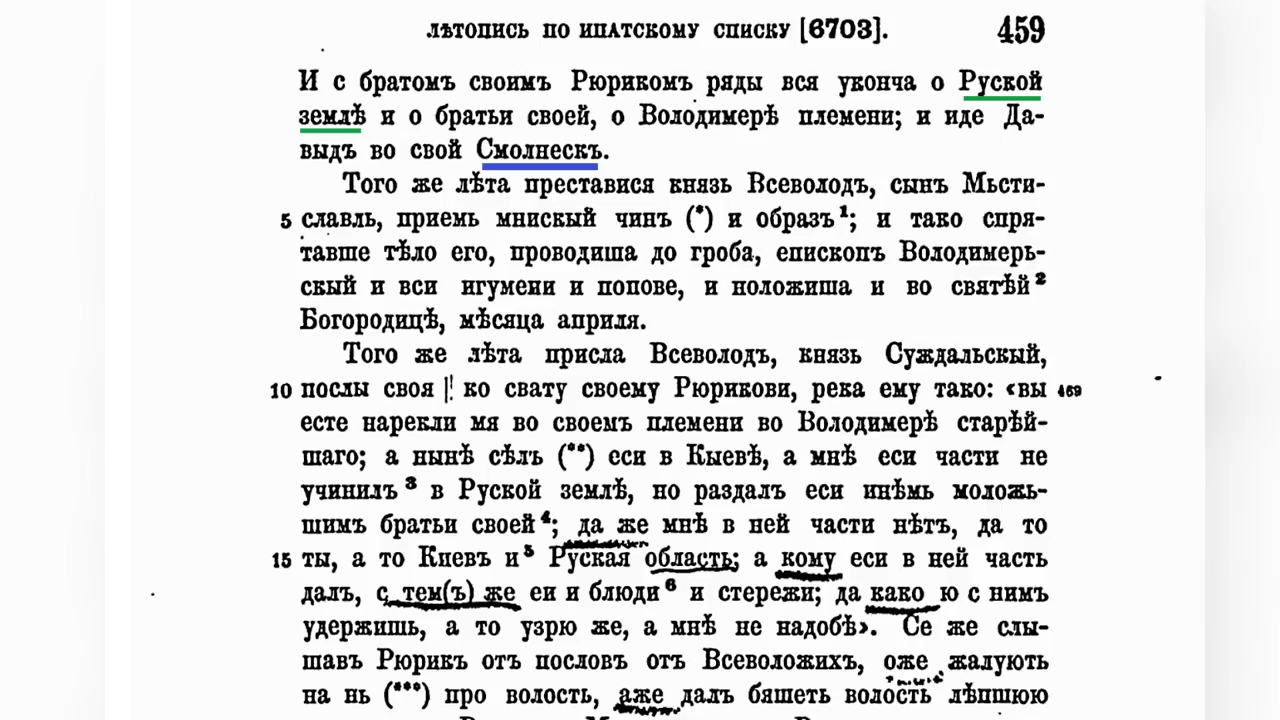 лѣтопись по ипатскому списку [6703]. 459
И с братомъ своимъ Рюрикомъ ряды вся уконча о Руской
землѣ и о братьи своей, о Володимерѣ племени; и иде Да-
выдъ во свой Смолнескъ.
Того же лѣта преставися князь Всеволодъ, сынъ Мьсти-
5 славль, приемь мнискый чинъ (*) и образъ¹; и тако спря-
тавше тѣло его, проводиша до гроба, епископъ Володимерь-
скый и вси игумени и попове, и положиша и во святѣй²
Богородицѣ, мѣсяца априля.
Того же лѣта присла Всеволодъ, князь Суждальскый,
10 послы своя || ко свату своему Рюрикови, река ему тако: «вы 469
есте нарекли мя во своемъ племени во Володимерѣ старѣй-
шаго; а нынѣ сѣлъ (**) еси в Кыевѣ, а мнѣ еси части не
учинилъ³ в Руской землѣ, но раздалъ еси инѣмь моложь-
шимъ братьи своей⁴; да же мнѣ в ней части нѣтъ, да то
15 ты, а то Киевъ и⁵ Руская область; а кому еси в ней часть
далъ, с тем(ъ) же еи и блюди⁶ и стережи; да како ю с нимъ
удержишь, а то узрю же, а мнѣ не надобѣ». Се же слы-
шавъ Рюрикъ отъ пословъ отъ Всеволожихъ, оже жалують
на нь (***) про волость, аже далъ бяшеть волость лѣпшюю